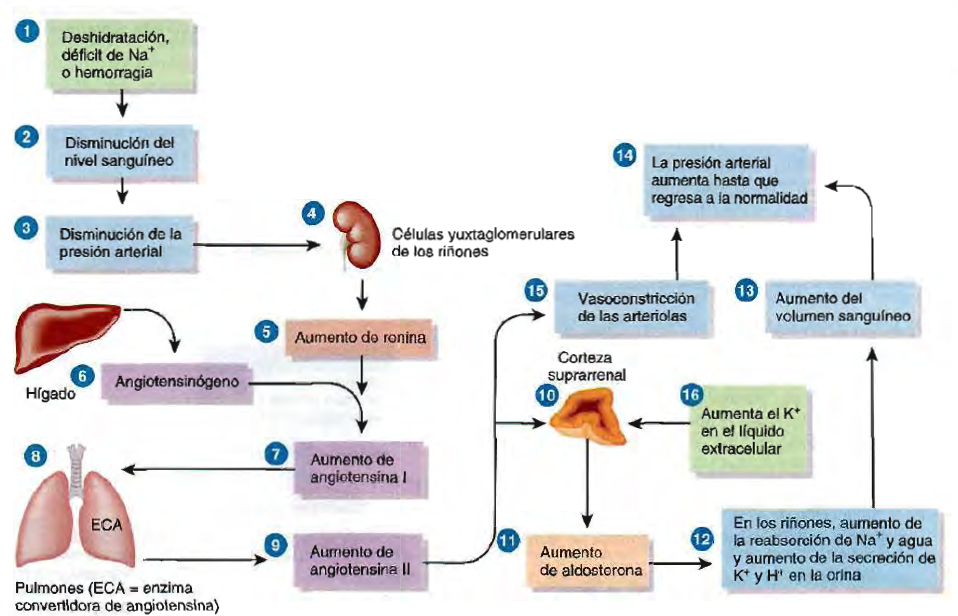 1
Deshidratación,
déficit de Na⁺
o hemorragia
2
Disminución del
nivel sanguíneo
3
Disminución de la
presión arterial
4
Células yuxtaglomerulares
de los riñones
5
Aumento de renina
Hígado
6
Angiotensinógeno
7
Aumento de
angiotensina I
8
ECA
Pulmones (ECA = enzima
convertidora de angiotensina)
9
Aumento de
angiotensina II
Corteza
suprarrenal
10
11
Aumento
de aldosterona
12
En los riñones, aumento de
la reabsorción de Na⁺ y agua
y aumento de la secreción de
K⁺ y H⁺ en la orina
13
Aumento del
volumen sanguíneo
14
La presión arterial
aumenta hasta que
regresa a la normalidad
15
Vasoconstricción
de las arteriolas
16
Aumenta el K⁺
en el líquido
extracelular